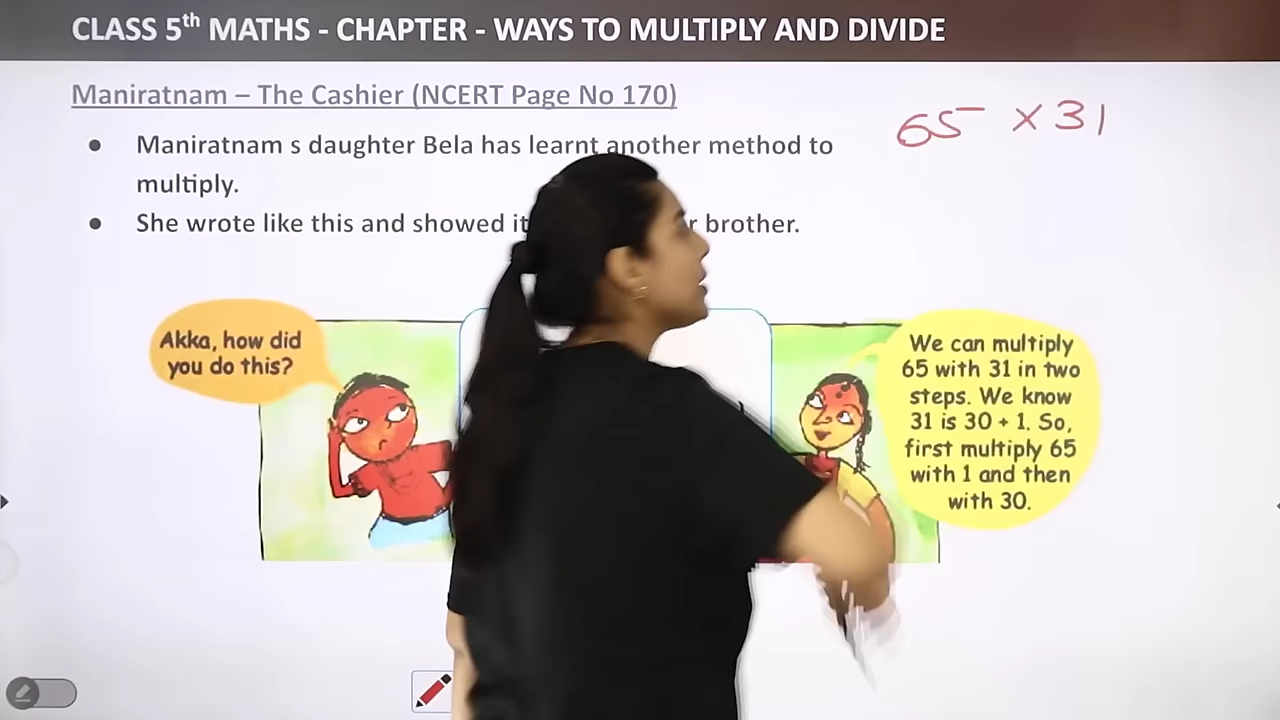 CLASS 5th MATHS - CHAPTER - WAYS TO MULTIPLY AND DIVIDE
Maniratnam – The Cashier (NCERT Page No 170)
65 × 31
● Maniratnam s daughter Bela has learnt another method to
multiply.
● She wrote like this and showed it brother.
Akka, how did
you do this?
We can multiply
65 with 31 in two
steps. We know
31 is 30 + 1. So,
first multiply 65
with 1 and then
with 30.